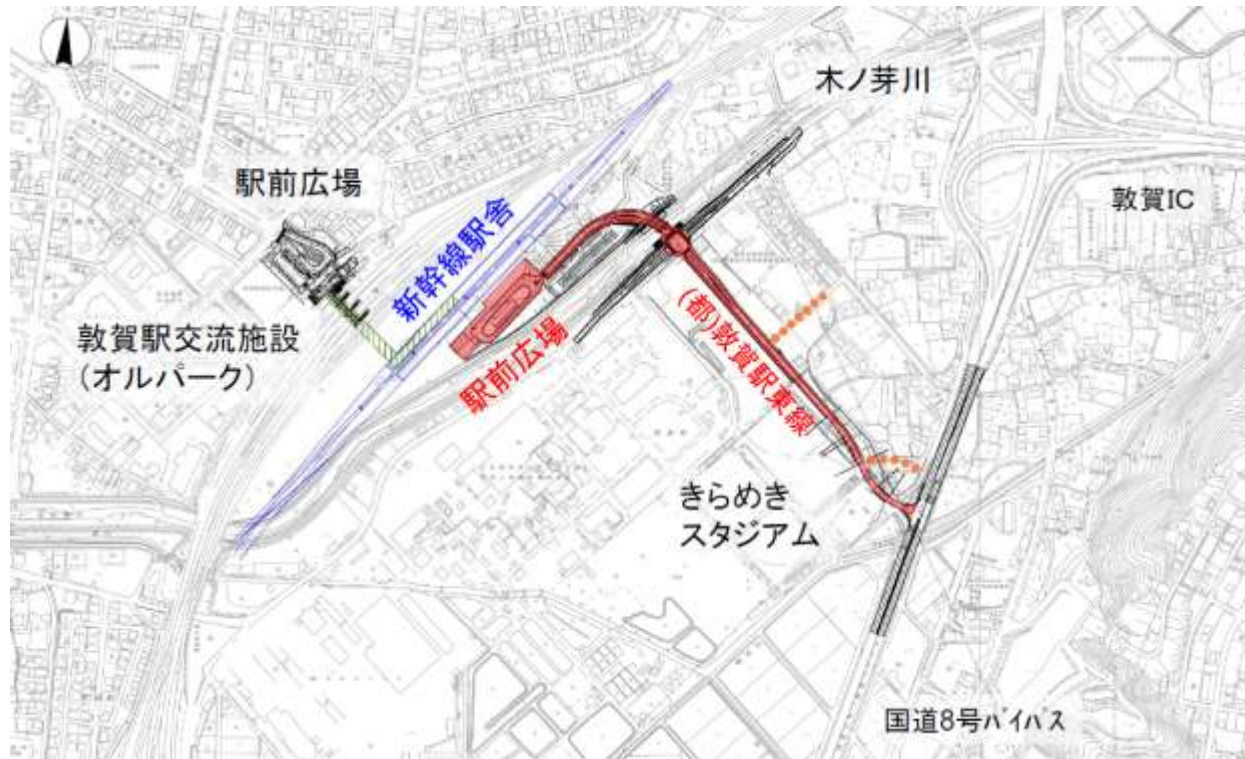 木ノ芽川
駅前広場
敦賀IC
新幹線駅舎
敦賀駅交流施設
(オルパーク)
駅前広場
(都)敦賀駅東線
きらめき
スタジアム
国道8号バイパス